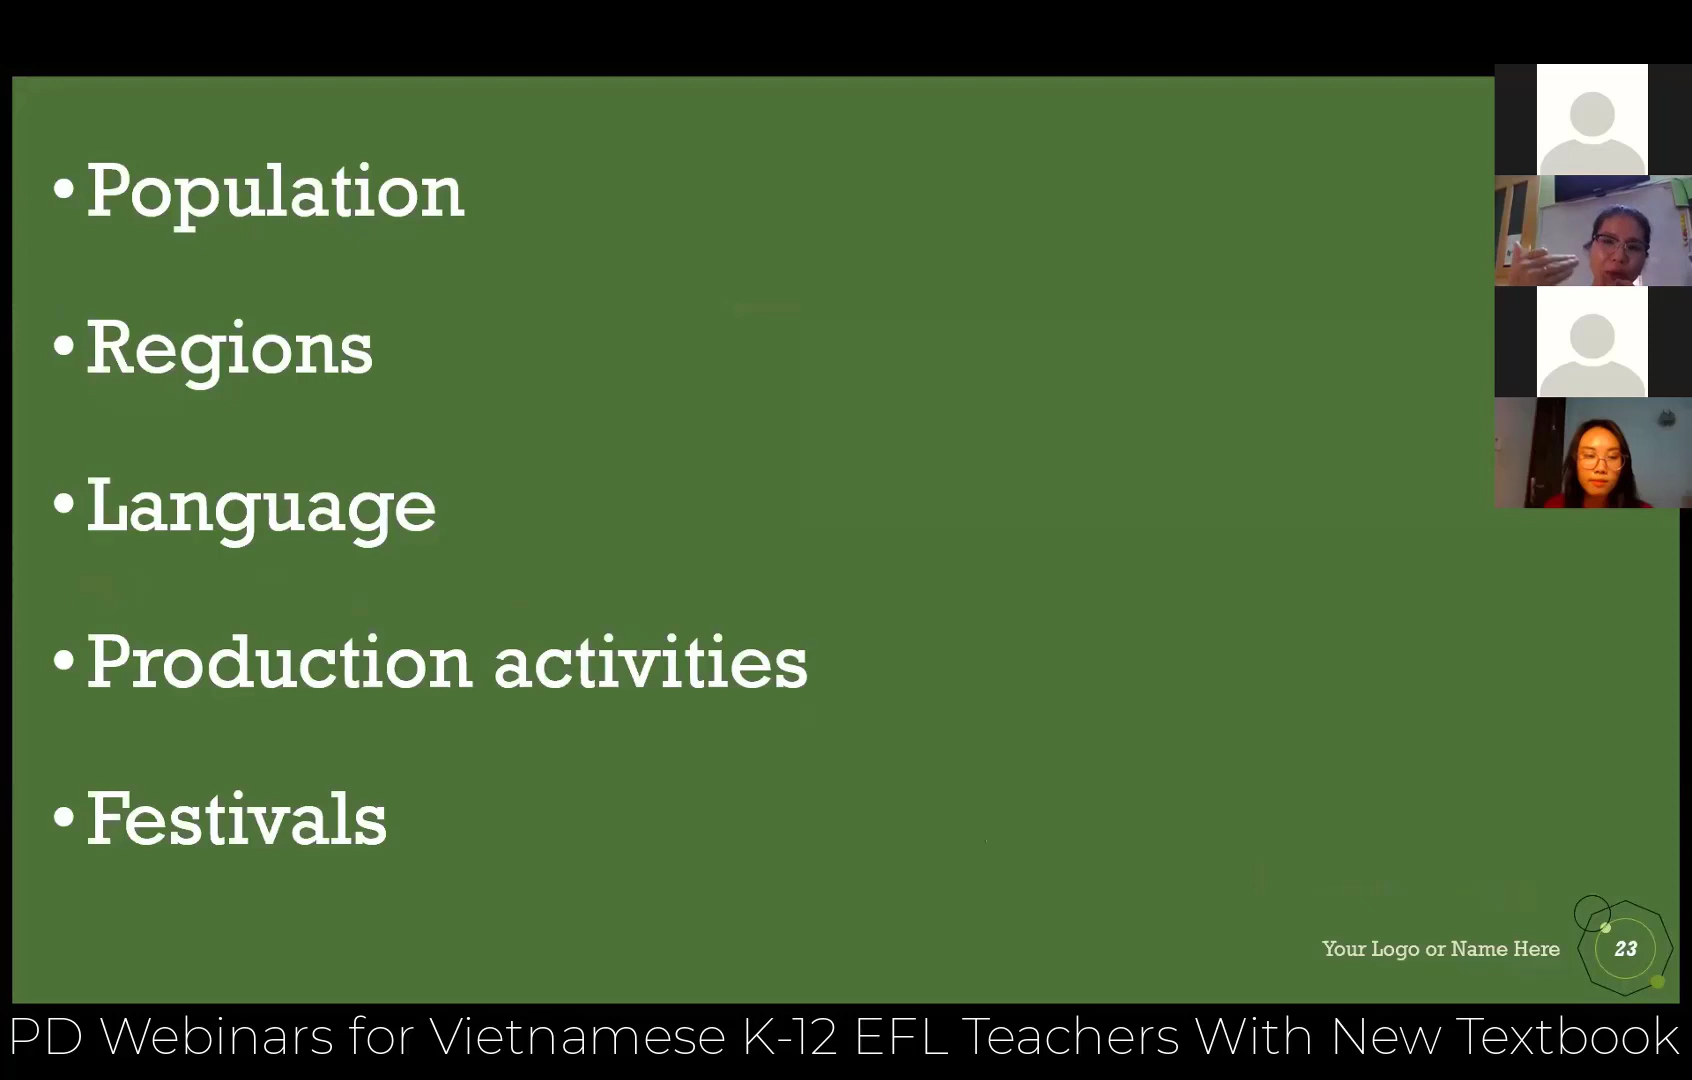 • Population
• Regions
• Language
• Production activities
• Festivals
Your Logo or Name Here
23
PD Webinars for Vietnamese K-12 EFL Teachers With New Textbook